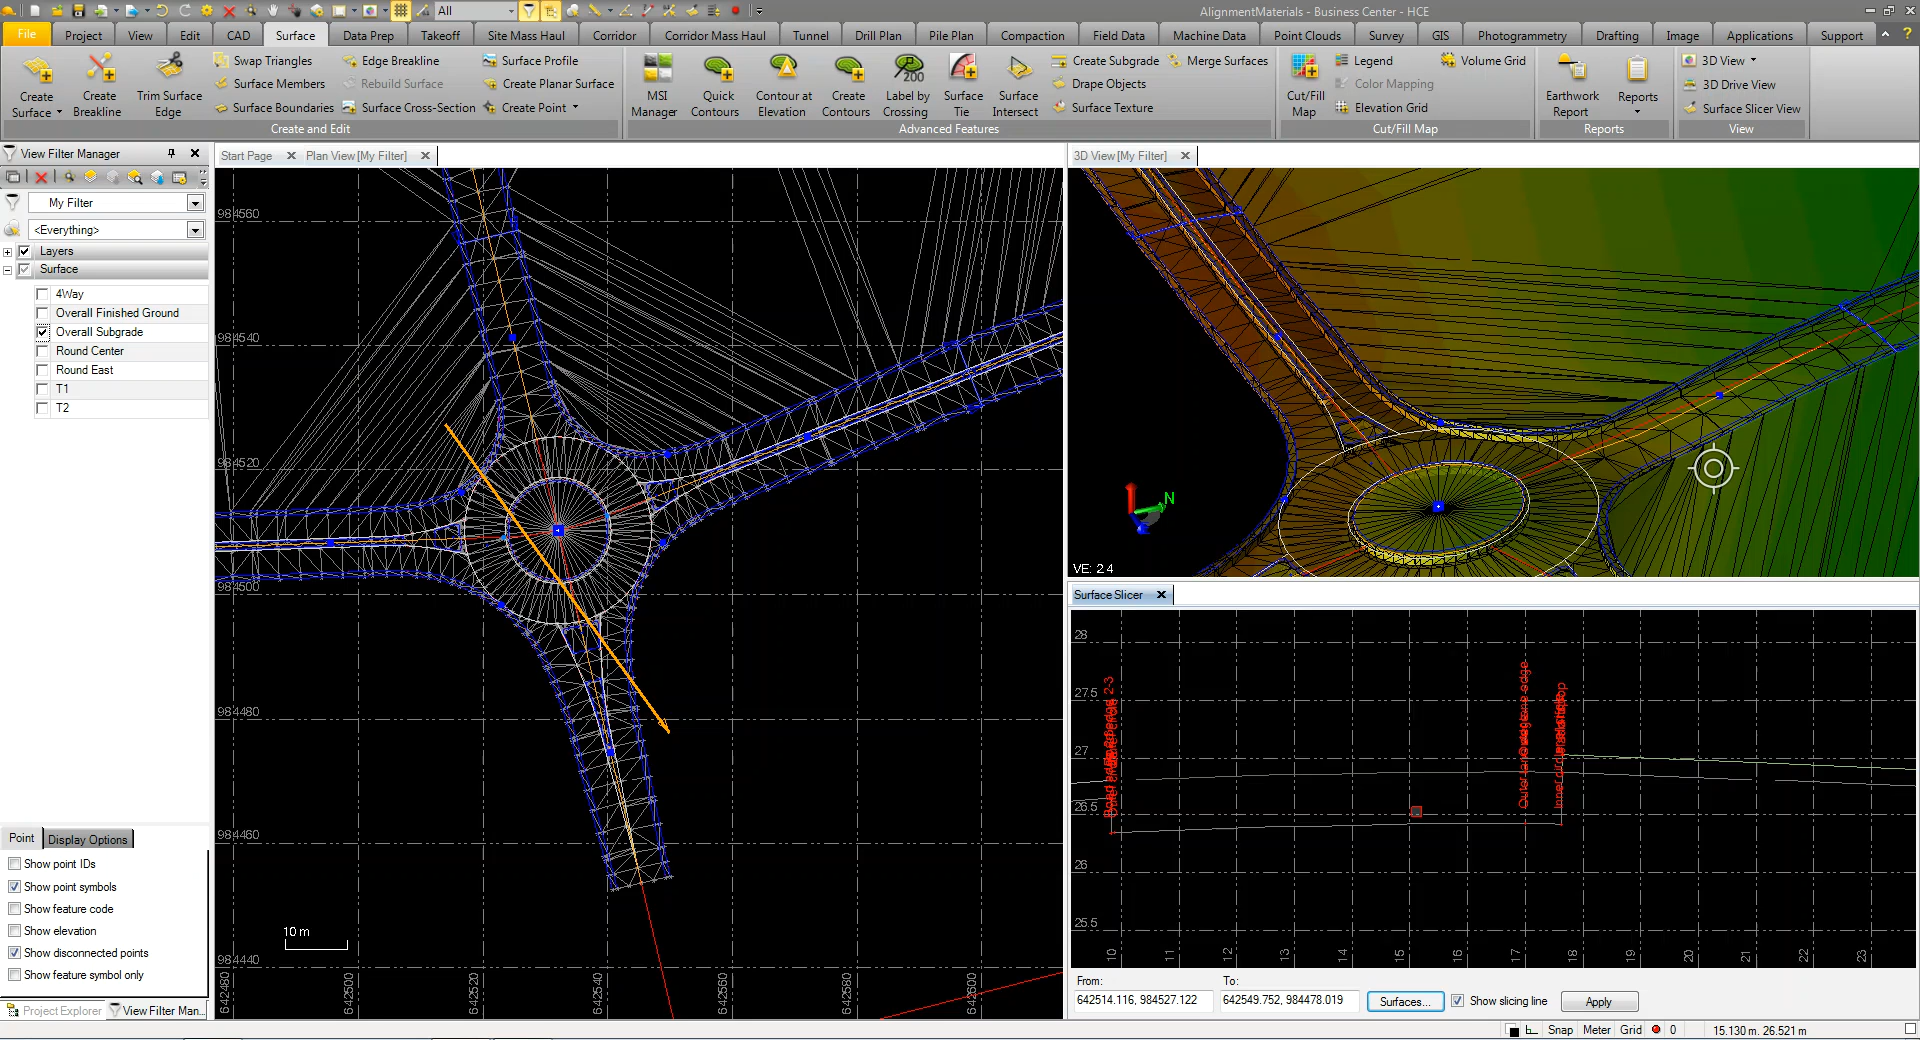 All
AlignmentMaterials - Business Center - HCE
File Project View Edit CAD Surface Data Prep Takeoff Site Mass Haul Corridor Corridor Mass Haul Tunnel Drill Plan Pile Plan Compaction Field Data Machine Data Point Clouds Survey GIS Photogrammetry Drafting Image Applications Support
Create Surface
Create Breakline
Trim Surface Edge
Swap Triangles
Surface Members
Surface Boundaries
Edge Breakline
Rebuild Surface
Surface Cross-Section
Surface Profile
Create Planar Surface
Create Point
Create and Edit
MSI Manager
Quick Contours
Contour at Elevation
Create Contours
200
Label by Crossing
Surface Tie
Surface Intersect
Create Subgrade
Drape Objects
Surface Texture
Merge Surfaces
Advanced Features
Cut/Fill Map
Legend
Color Mapping
Elevation Grid
Volume Grid
Cut/Fill Map
Earthwork Report
Reports
Reports
3D View
3D Drive View
Surface Slicer View
View
View Filter Manager
My Filter
<Everything>
Layers
Surface
4Way
Overall Finished Ground
Overall Subgrade
Round Center
Round East
T1
T2
Point Display Options
Show point IDs
Show point symbols
Show feature code
Show elevation
Show disconnected points
Show feature symbol only
Project Explorer View Filter Man...
Start Page Plan View [My Filter]
984560
984540
984520
984500
984480
984460
984440
10 m
642480 642500 642520 642540 642560 642580 642600
3D View [My Filter]
N
VE: 2.4
Surface Slicer
28
27.5
27
26.5
26
25.5
10 11 12 13 14 15 16 17 18 19 20 21 22 23
From:
642514.116, 984527.122
To:
642549.752, 984478.019
Surfaces...
Show slicing line
Apply
Snap Meter Grid 0 15.130 m. 26.521 m